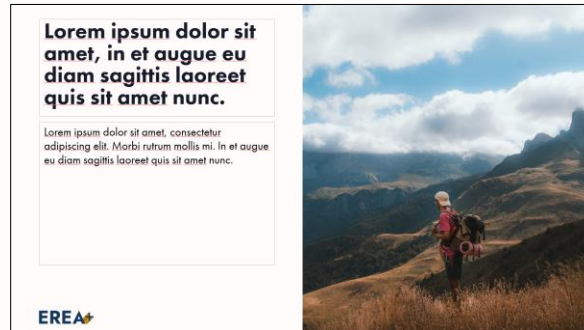 Lorem ipsum dolor sit
amet, in et augue eu
diam sagittis laoreet
quis sit amet nunc.
Lorem ipsum dolor sit amet, consectetur
adipiscing elit. Morbi rutrum mollis mi. In et augue
eu diam sagittis laoreet quis sit amet nunc.
EREA+